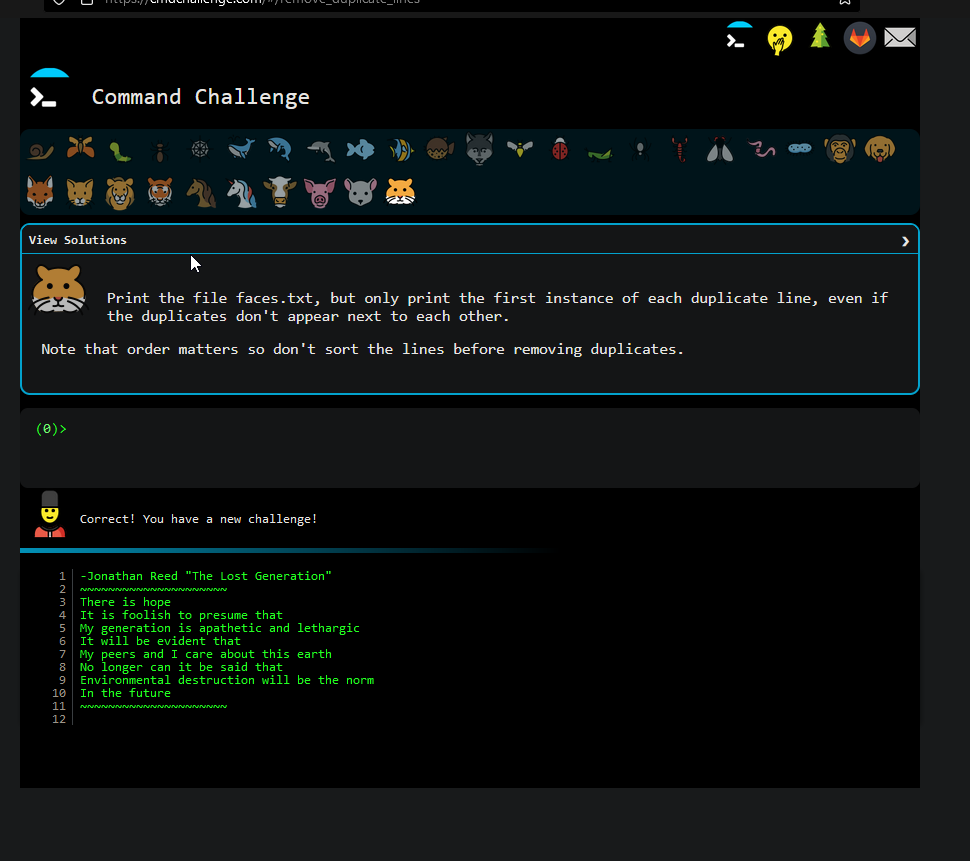 https://cmdchallenge.com/#/remove_duplicate_lines
Command Challenge
View Solutions
Print the file faces.txt, but only print the first instance of each duplicate line, even if
the duplicates don't appear next to each other.
Note that order matters so don't sort the lines before removing duplicates.
(0)>
Correct! You have a new challenge!
1 -Jonathan Reed "The Lost Generation"
2 ~~~~~~~~~~~~~~~~~~~~~
3 There is hope
4 It is foolish to presume that
5 My generation is apathetic and lethargic
6 It will be evident that
7 My peers and I care about this earth
8 No longer can it be said that
9 Environmental destruction will be the norm
10 In the future
11 ~~~~~~~~~~~~~~~~~~~~~
12